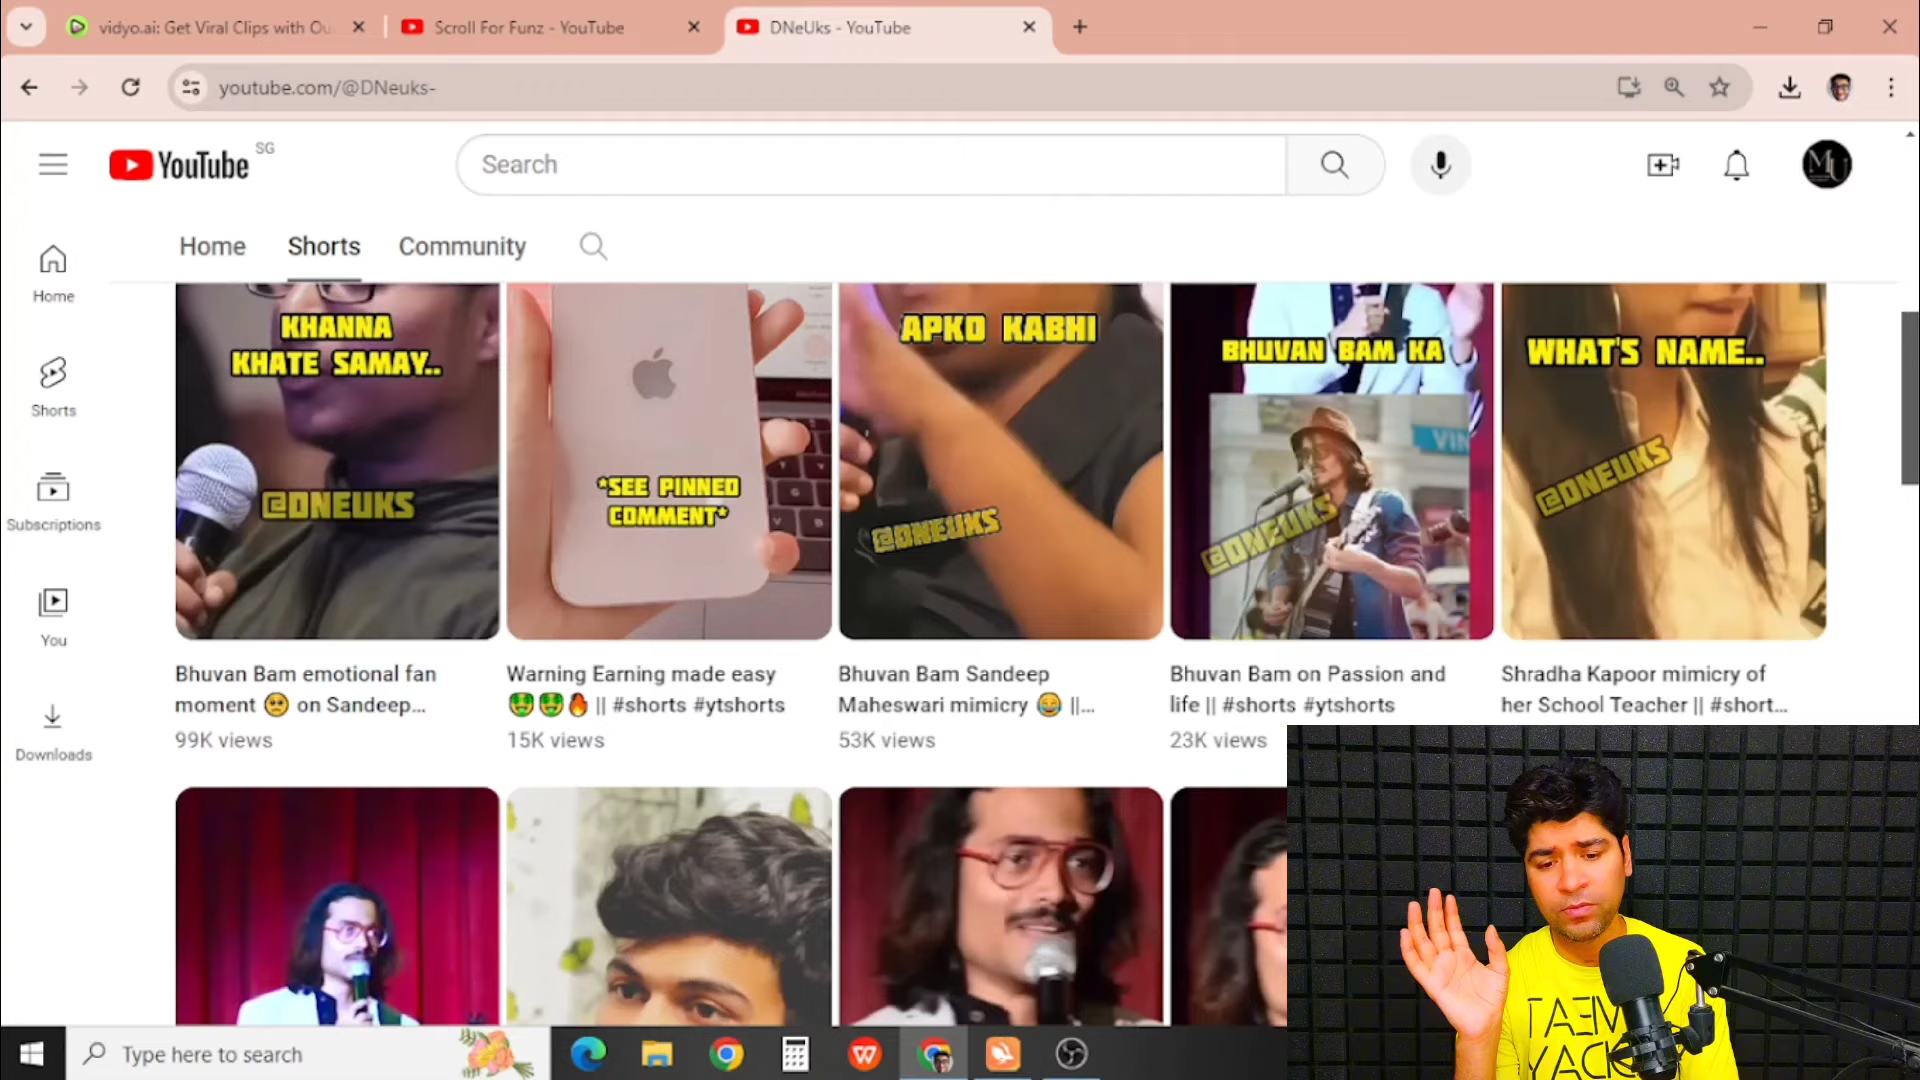 vidyo.ai: Get Viral Clips with Ou
Scroll For Funz - YouTube
DNeUks - YouTube
youtube.com/@DNeuks-
YouTube
SG
Search
MU
Home
Shorts
Community
Home
Shorts
Subscriptions
You
Downloads
KHANNA
KHATE SAMAY..
@DNEUKS
*SEE PINNED
COMMENT*
APKO KABHI
@DNEUKS
BHUVAN BAM KA
VIN
@DNEUKS
WHAT'S NAME..
@DNEUKS
Bhuvan Bam emotional fan
moment 🥺 on Sandeep...
99K views
Warning Earning made easy
🤑🤑🔥 || #shorts #ytshorts
15K views
Bhuvan Bam Sandeep
Maheswari mimicry 😂 ||...
53K views
Bhuvan Bam on Passion and
life || #shorts #ytshorts
23K views
Shradha Kapoor mimicry of
her School Teacher || #short...
Type here to search